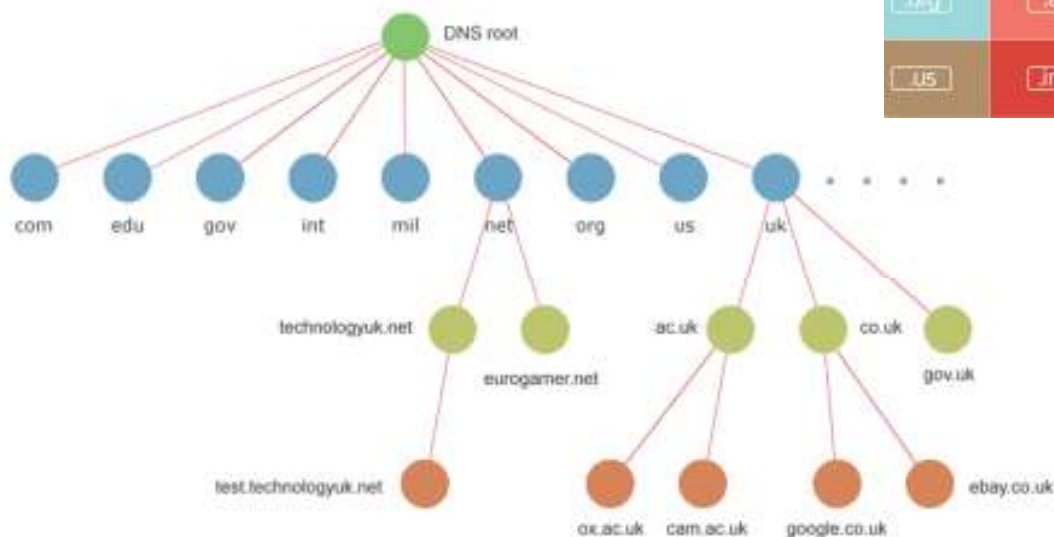 DNS root
.org
.us
com
edu
gov
int
mil
net
org
us
uk
technologyuk.net
eurogamer.net
ac.uk
co.uk
gov.uk
test.technologyuk.net
ox.ac.uk
cam.ac.uk
google.co.uk
ebay.co.uk